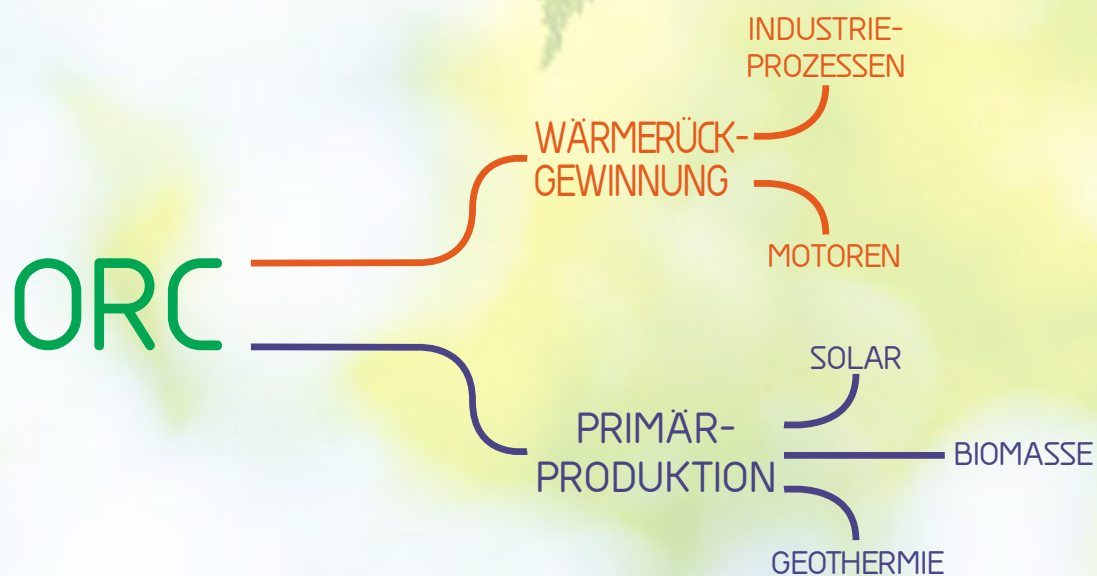 INDUSTRIE-
PROZESSEN
WÄRMERÜCK-
GEWINNUNG
MOTOREN
ORC
SOLAR
PRIMÄR-
PRODUKTION
BIOMASSE
GEOTHERMIE